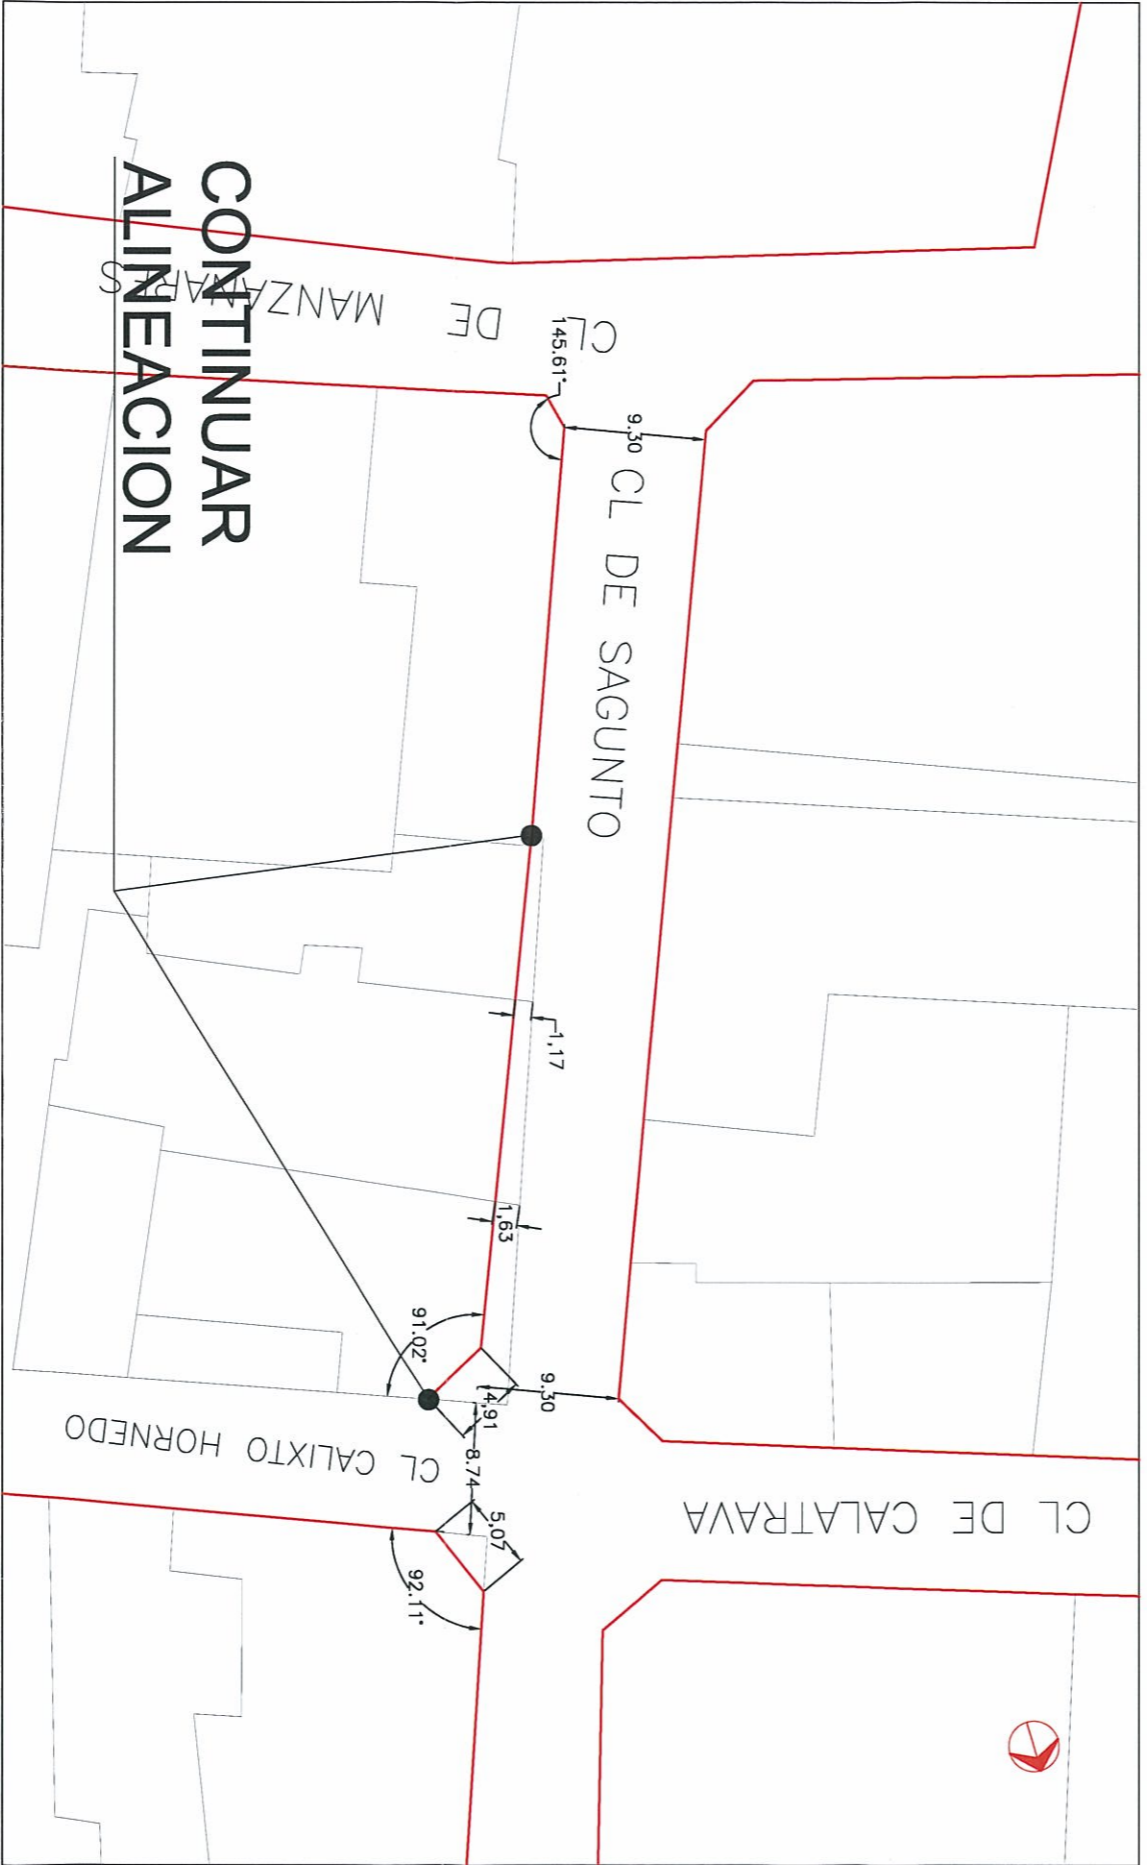 CONTINUAR
ALINEACION
CL DE MANZANARES
145.61°
9.30
CL DE SAGUNTO
1,17
1,63
91.02°
9.30
4,91
8.74
5,07
92.11°
CL CALIXTO HORNEDO
CL DE CALATRAVA